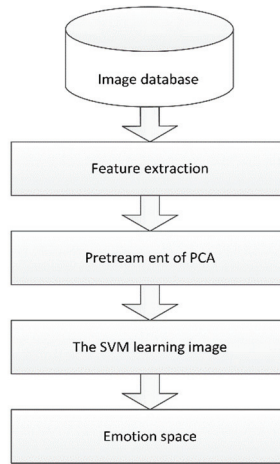 Image database
Feature extraction
Pretream ent of PCA
The SVM learning image
Emotion space